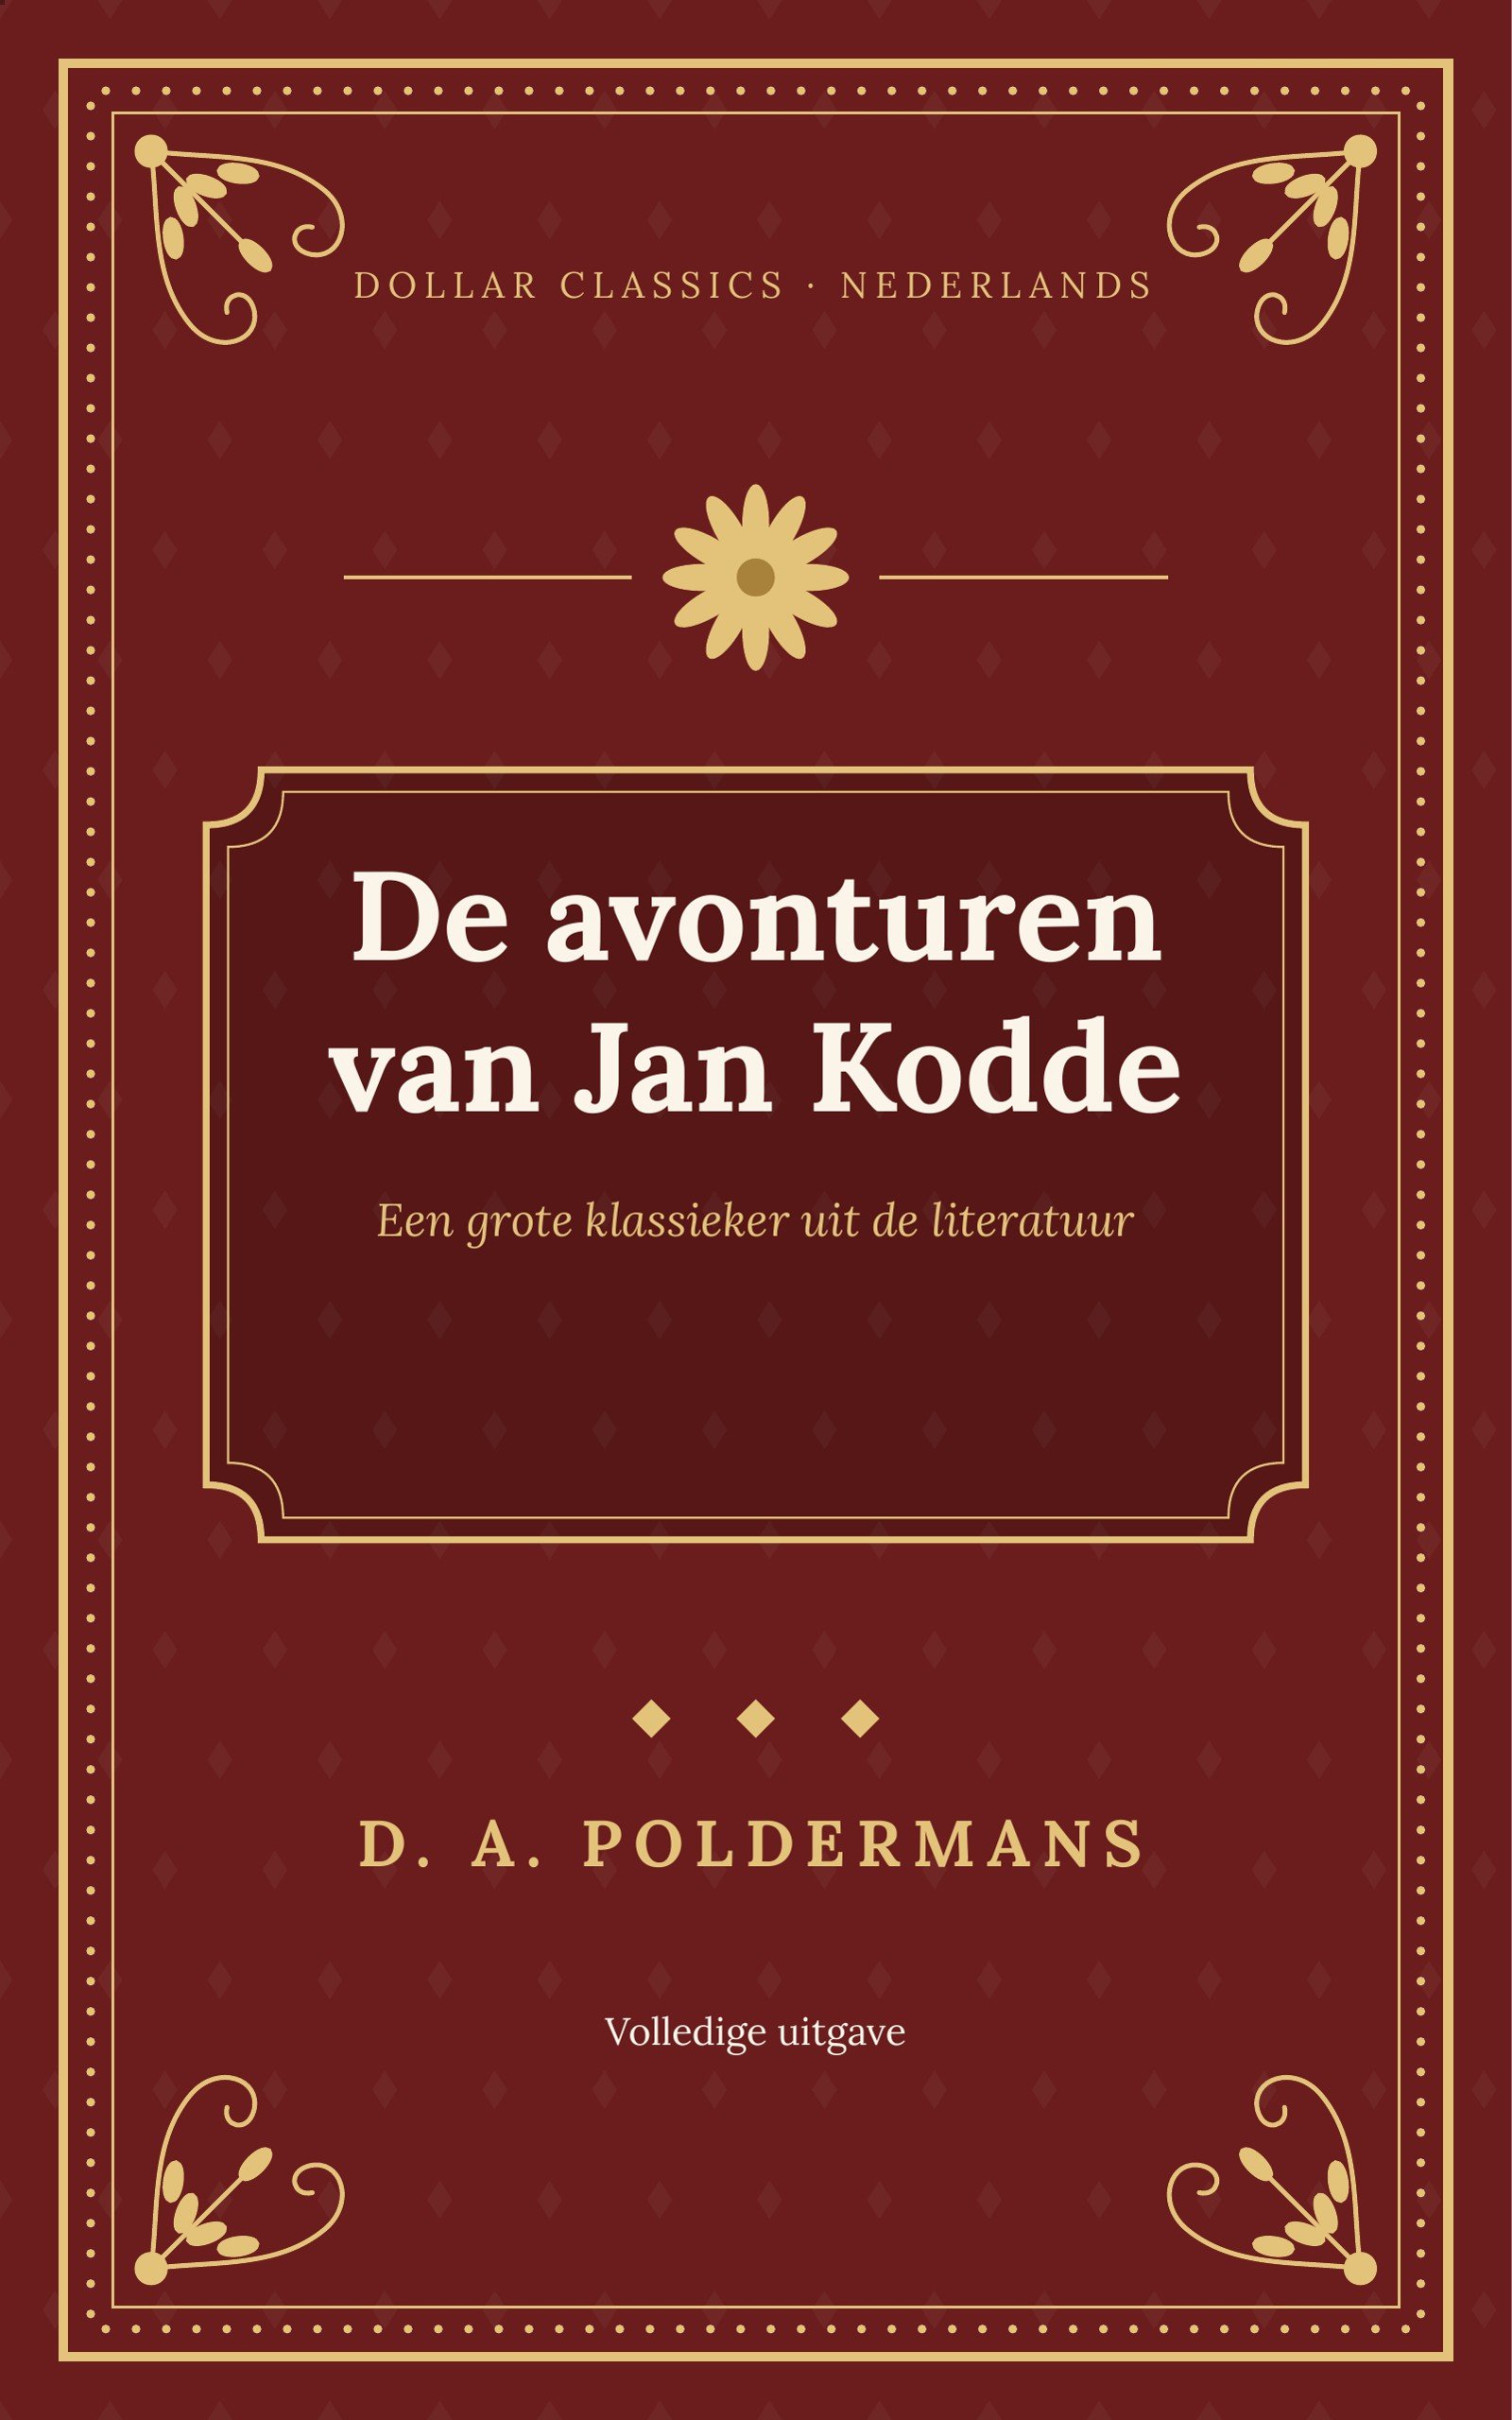 DOLLAR CLASSICS · NEDERLANDS
De avonturen
van Jan Kodde
Een grote klassieker uit de literatuur
D. A. POLDERMANS
Volledige uitgave